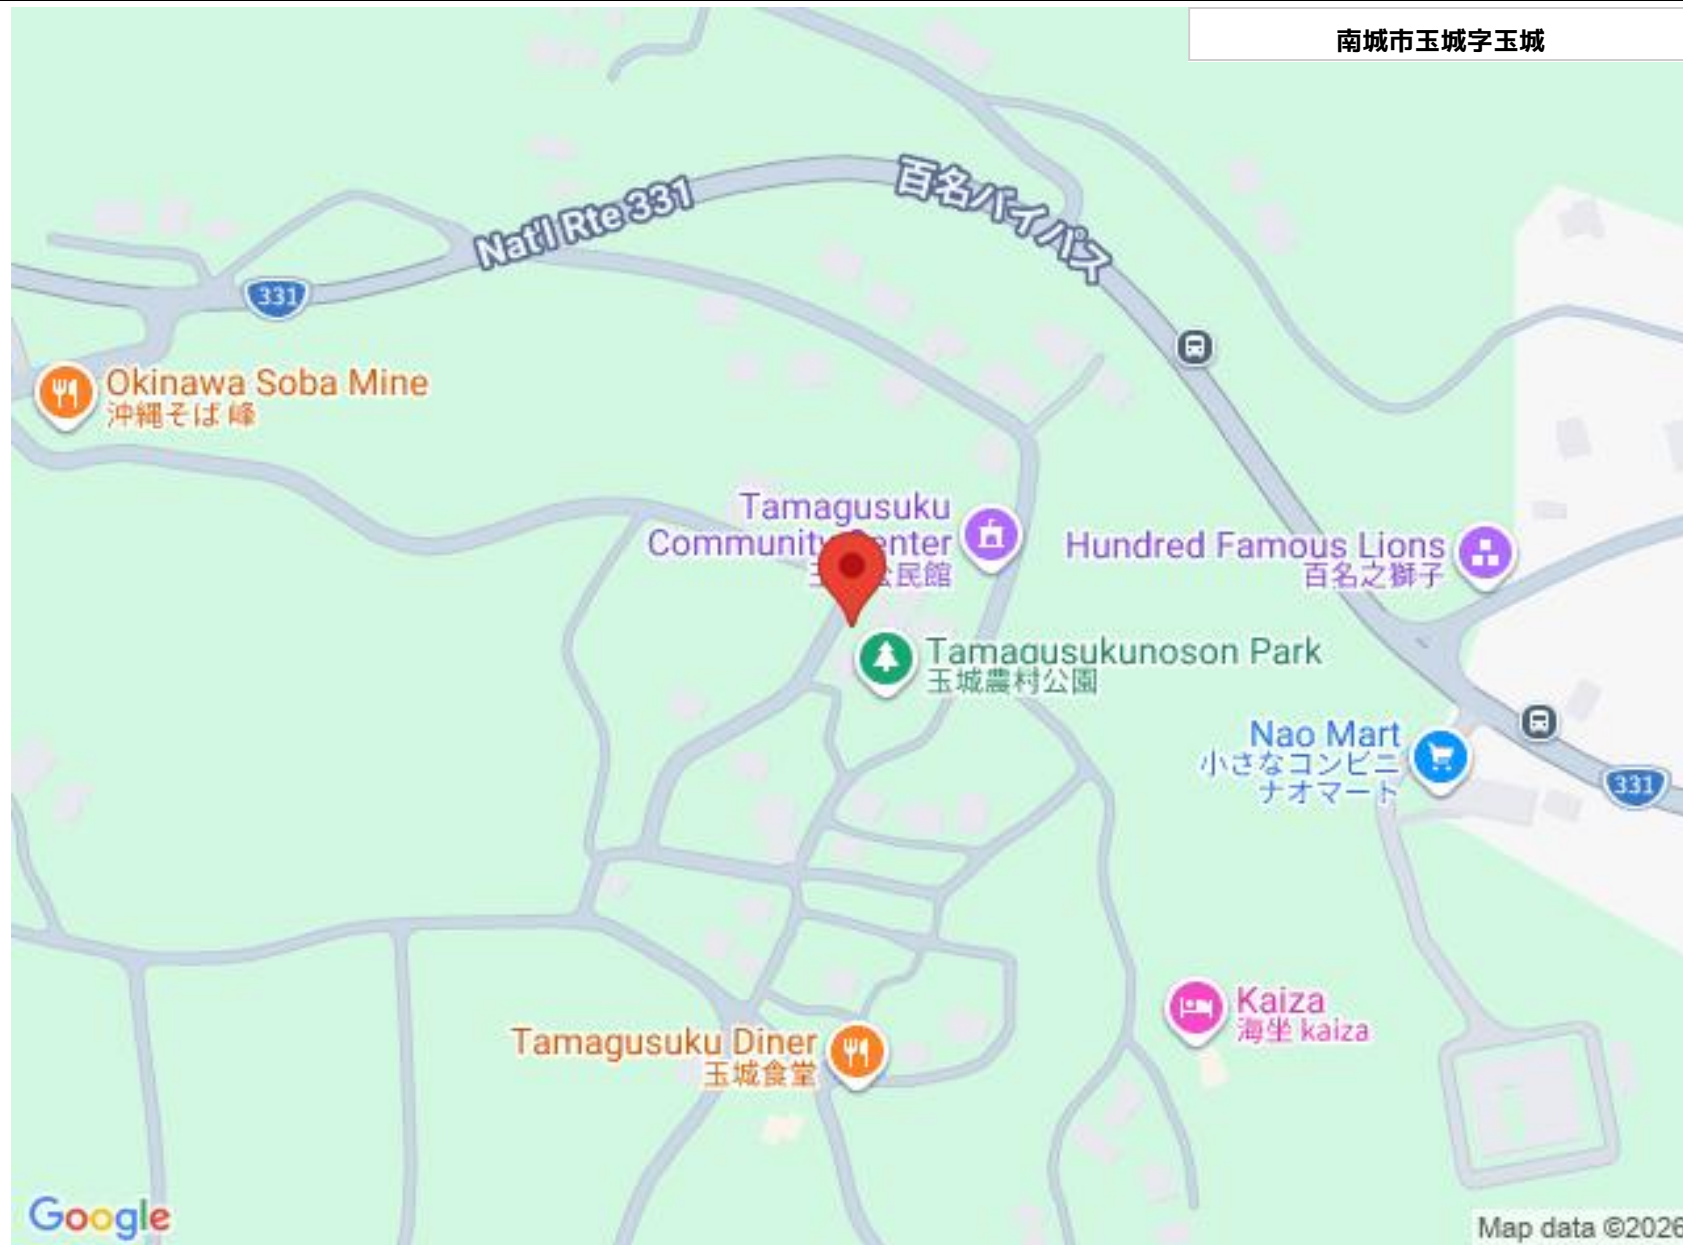 南城市玉城字玉城
Nat'l Rte 331
百名バイパス
331
Okinawa Soba Mine
沖縄そば 峰
Tamagusuku
Community
公民館
Hundred Famous Lions
百名之獅子
Tamagusukunoson Park
玉城農村公園
Nao Mart
小さなコンビニ
ナオマート
331
Kaiza
海坐 kaiza
Tamagusuku Diner
玉城食堂
Google
Map data ©2026